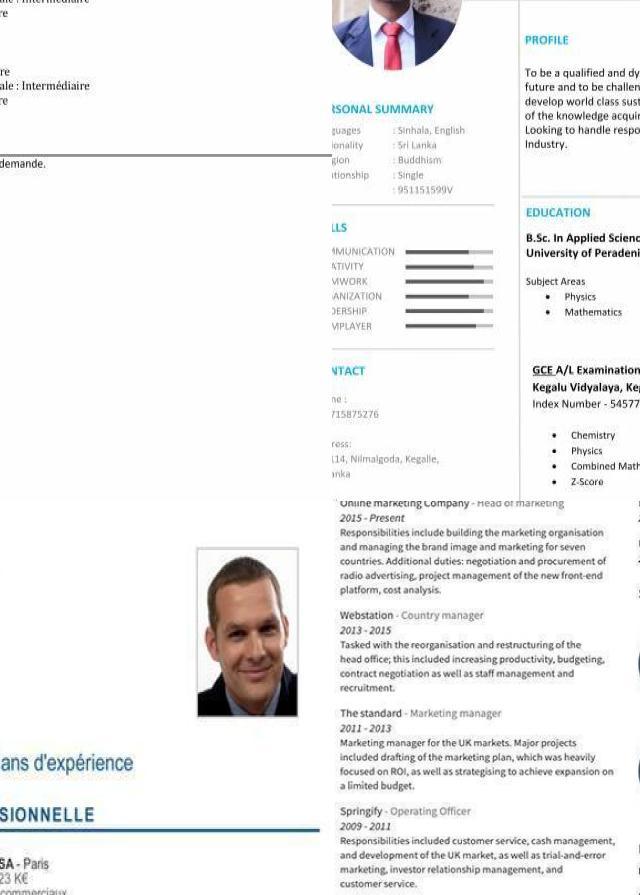 ale : Intermédiaire
re
re
ale : Intermédiaire
re
demande.
RSONAL SUMMARY
guages : Sinhala, English
ionality : Sri Lanka
gion : Buddhism
tionship : Single
: 951151599V
LLS
MMUNICATION
ATIVITY
MWORK
ANIZATION
DERSHIP
MPLAYER
NTACT
ne :
715875276
ress:
114, Nilmalgoda, Kegalle,
anka
PROFILE
To be a qualified and dy
future and to be challen
develop world class sust
of the knowledge acquir
Looking to handle respo
Industry.
EDUCATION
B.Sc. In Applied Scienc
University of Peradeni
Subject Areas
• Physics
• Mathematics
GCE A/L Examination
Kegalu Vidyalaya, Keg
Index Number - 54577
• Chemistry
• Physics
• Combined Math
• Z-Score
ans d'expérience
SIONNELLE
SA - Paris
23 K€
commerciaux
Online marketing Company - Head of marketing
2015 - Present
Responsibilities include building the marketing organisation
and managing the brand image and marketing for seven
countries. Additional duties: negotiation and procurement of
radio advertising, project management of the new front-end
platform, cost analysis.
Webstation - Country manager
2013 - 2015
Tasked with the reorganisation and restructuring of the
head office; this included increasing productivity, budgeting,
contract negotiation as well as staff management and
recruitment.
The standard - Marketing manager
2011 - 2013
Marketing manager for the UK markets. Major projects
included drafting of the marketing plan, which was heavily
focused on ROI, as well as strategising to achieve expansion on
a limited budget.
Springify - Operating Officer
2009 - 2011
Responsibilities included customer service, cash management,
and development of the UK market, as well as trial-and-error
marketing, investor relationship management, and
customer service.